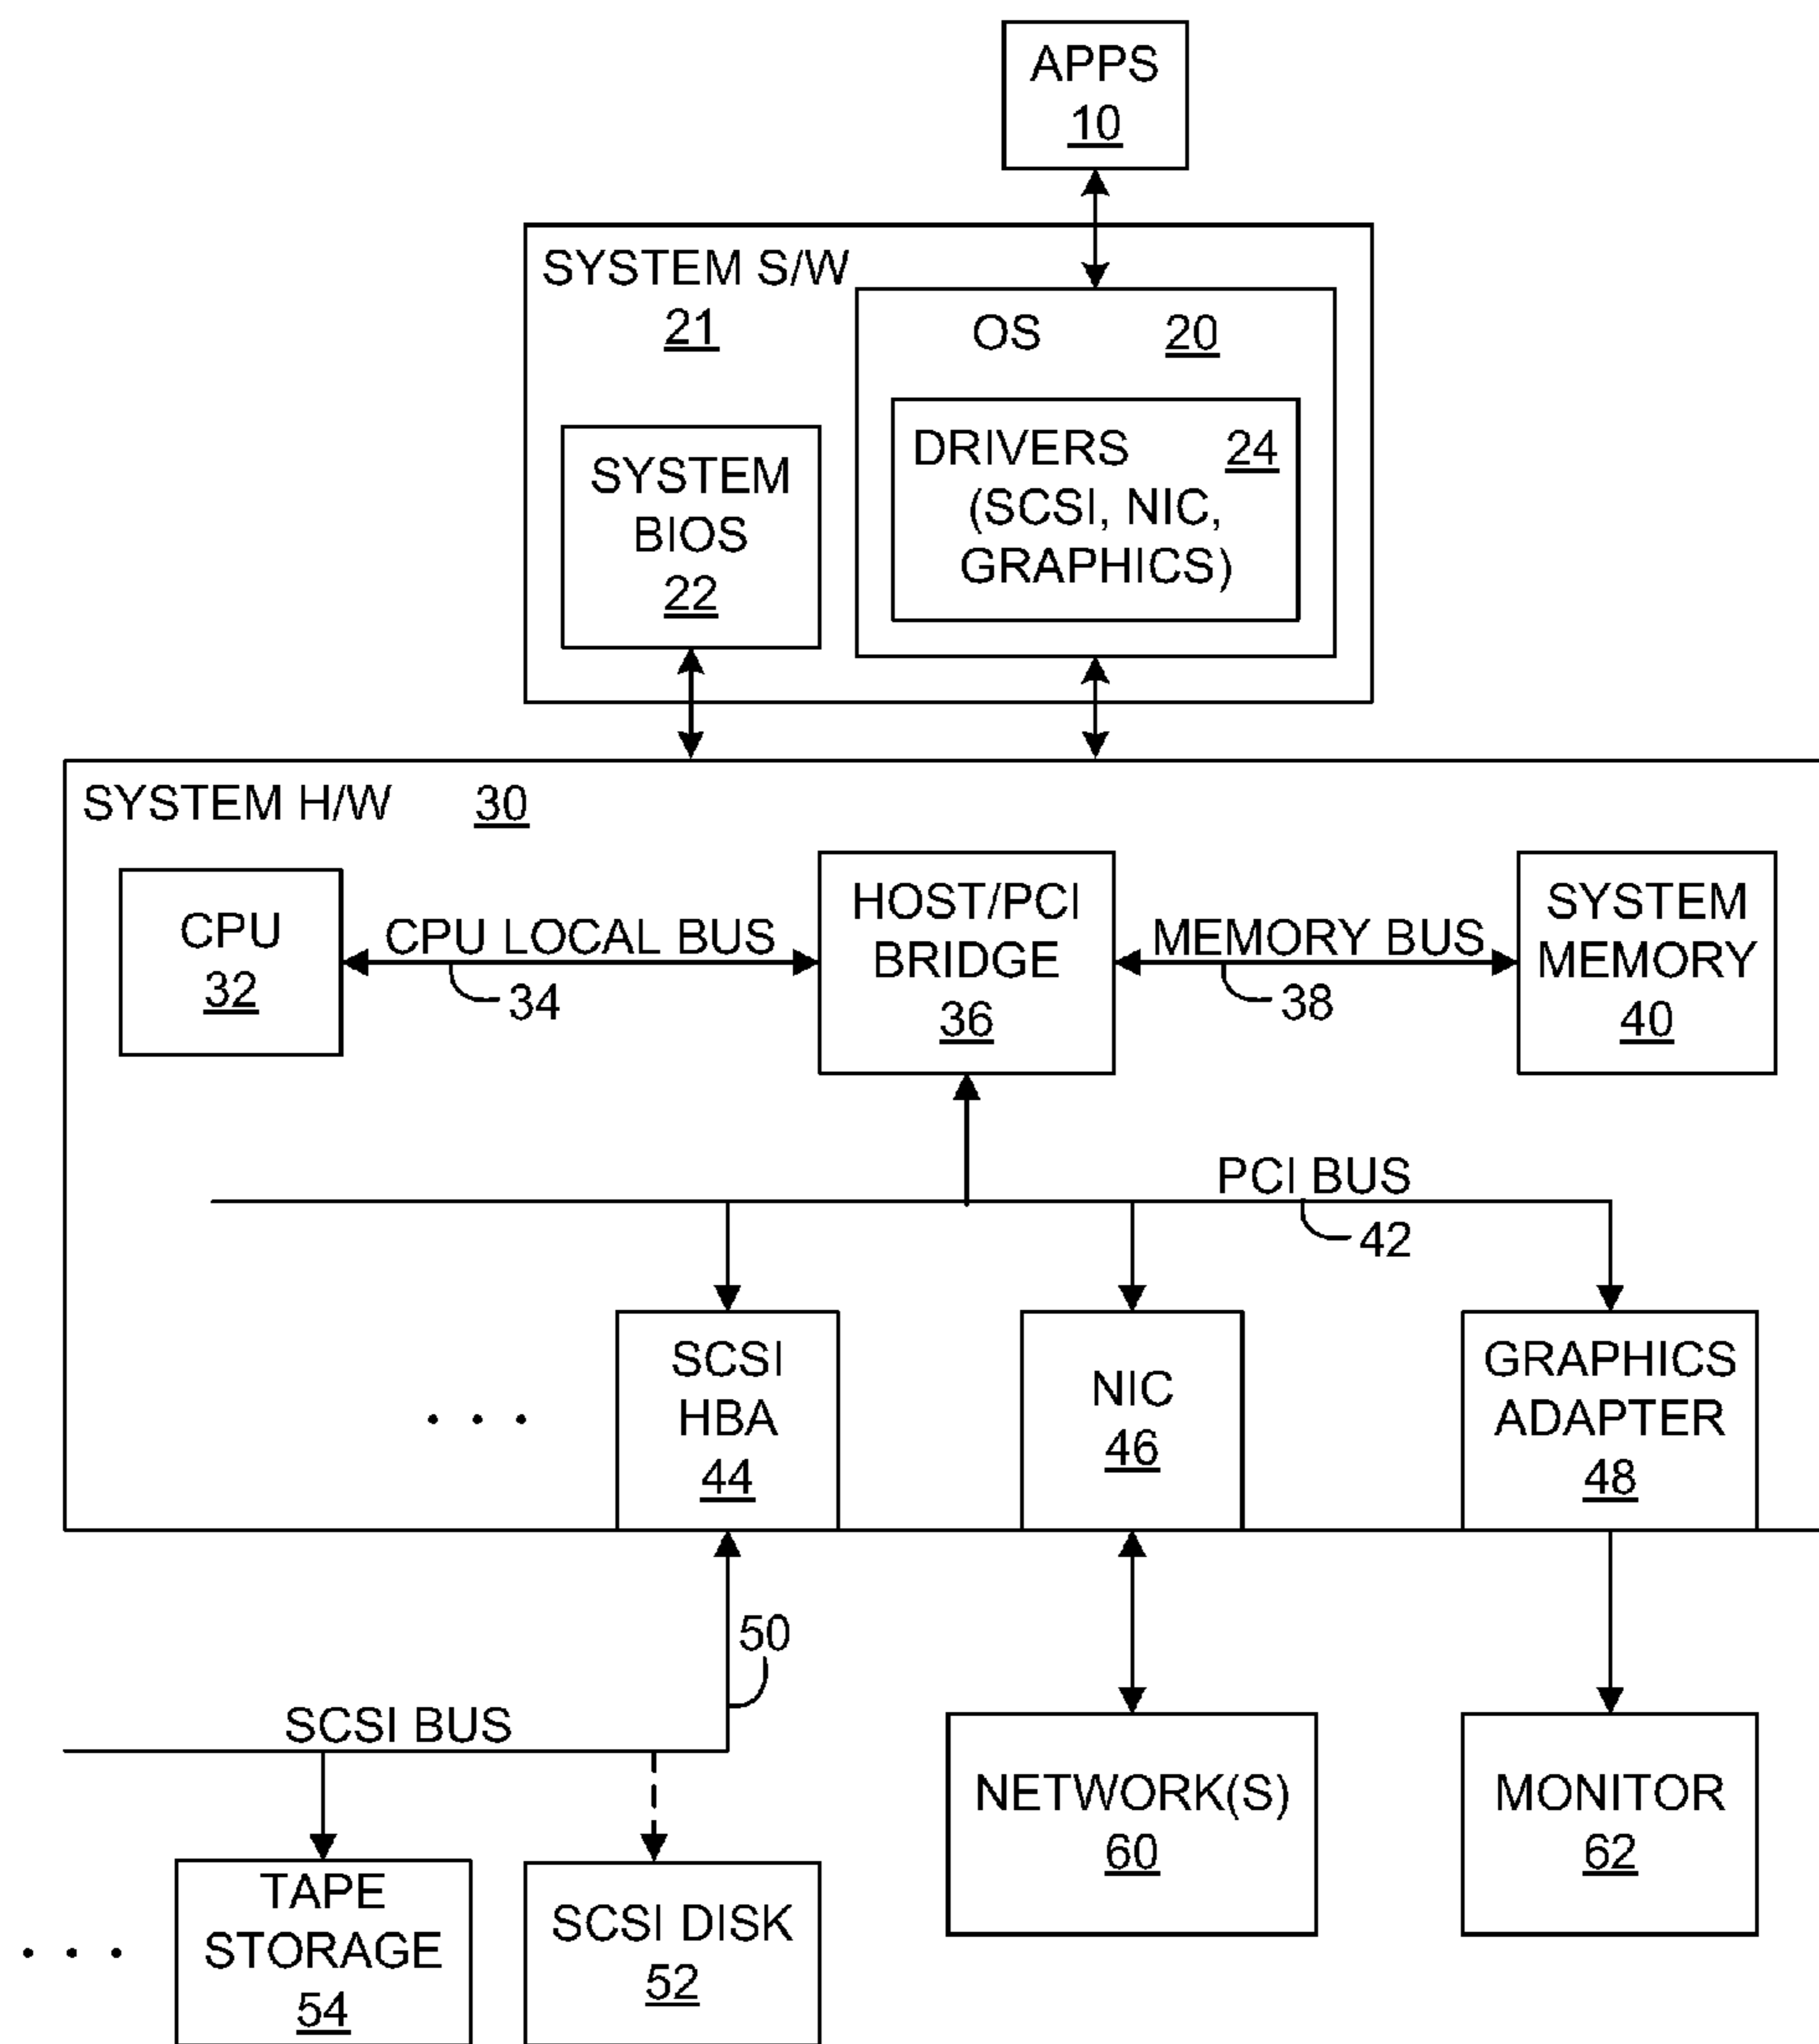 APPS
10
SYSTEM S/W
21
OS 20
DRIVERS 24
(SCSI, NIC,
GRAPHICS)
SYSTEM
BIOS
22
SYSTEM H/W 30
CPU
32
CPU LOCAL BUS
34
HOST/PCI
BRIDGE
36
MEMORY BUS
38
SYSTEM
MEMORY
40
PCI BUS
42
. . .
SCSI
HBA
44
NIC
46
GRAPHICS
ADAPTER
48
50
SCSI BUS
. . .
TAPE
STORAGE
54
SCSI DISK
52
NETWORK(S)
60
MONITOR
62